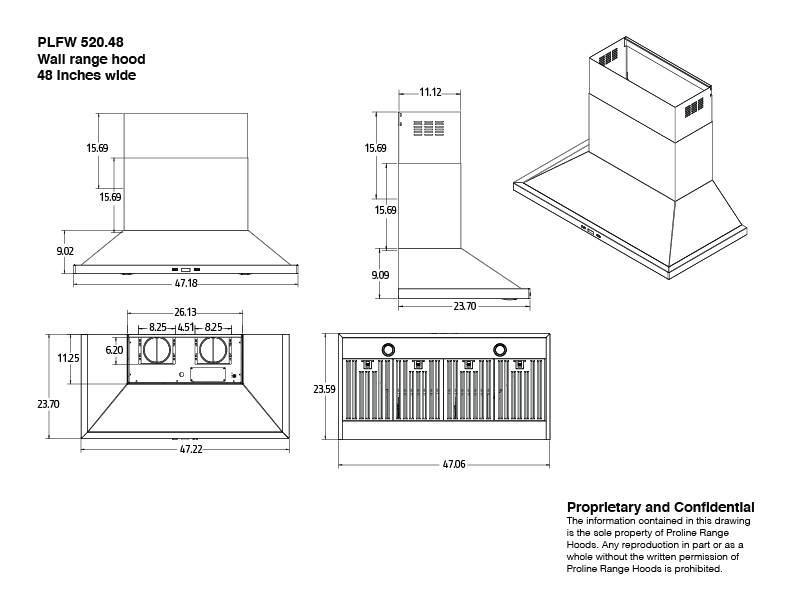 PLFW 520.48
Wall range hood
48 Inches wide
11.12
15.69
15.69
15.69
15.69
9.02
9.09
47.18
23.70
26.13
8.25 4.51 8.25
6.20
11.25
23.70
23.59
47.22
47.06
Proprietary and Confidential
The information contained in this drawing
is the sole property of Proline Range
Hoods. Any reproduction in part or as a
whole without the written permission of
Proline Range Hoods is prohibited.